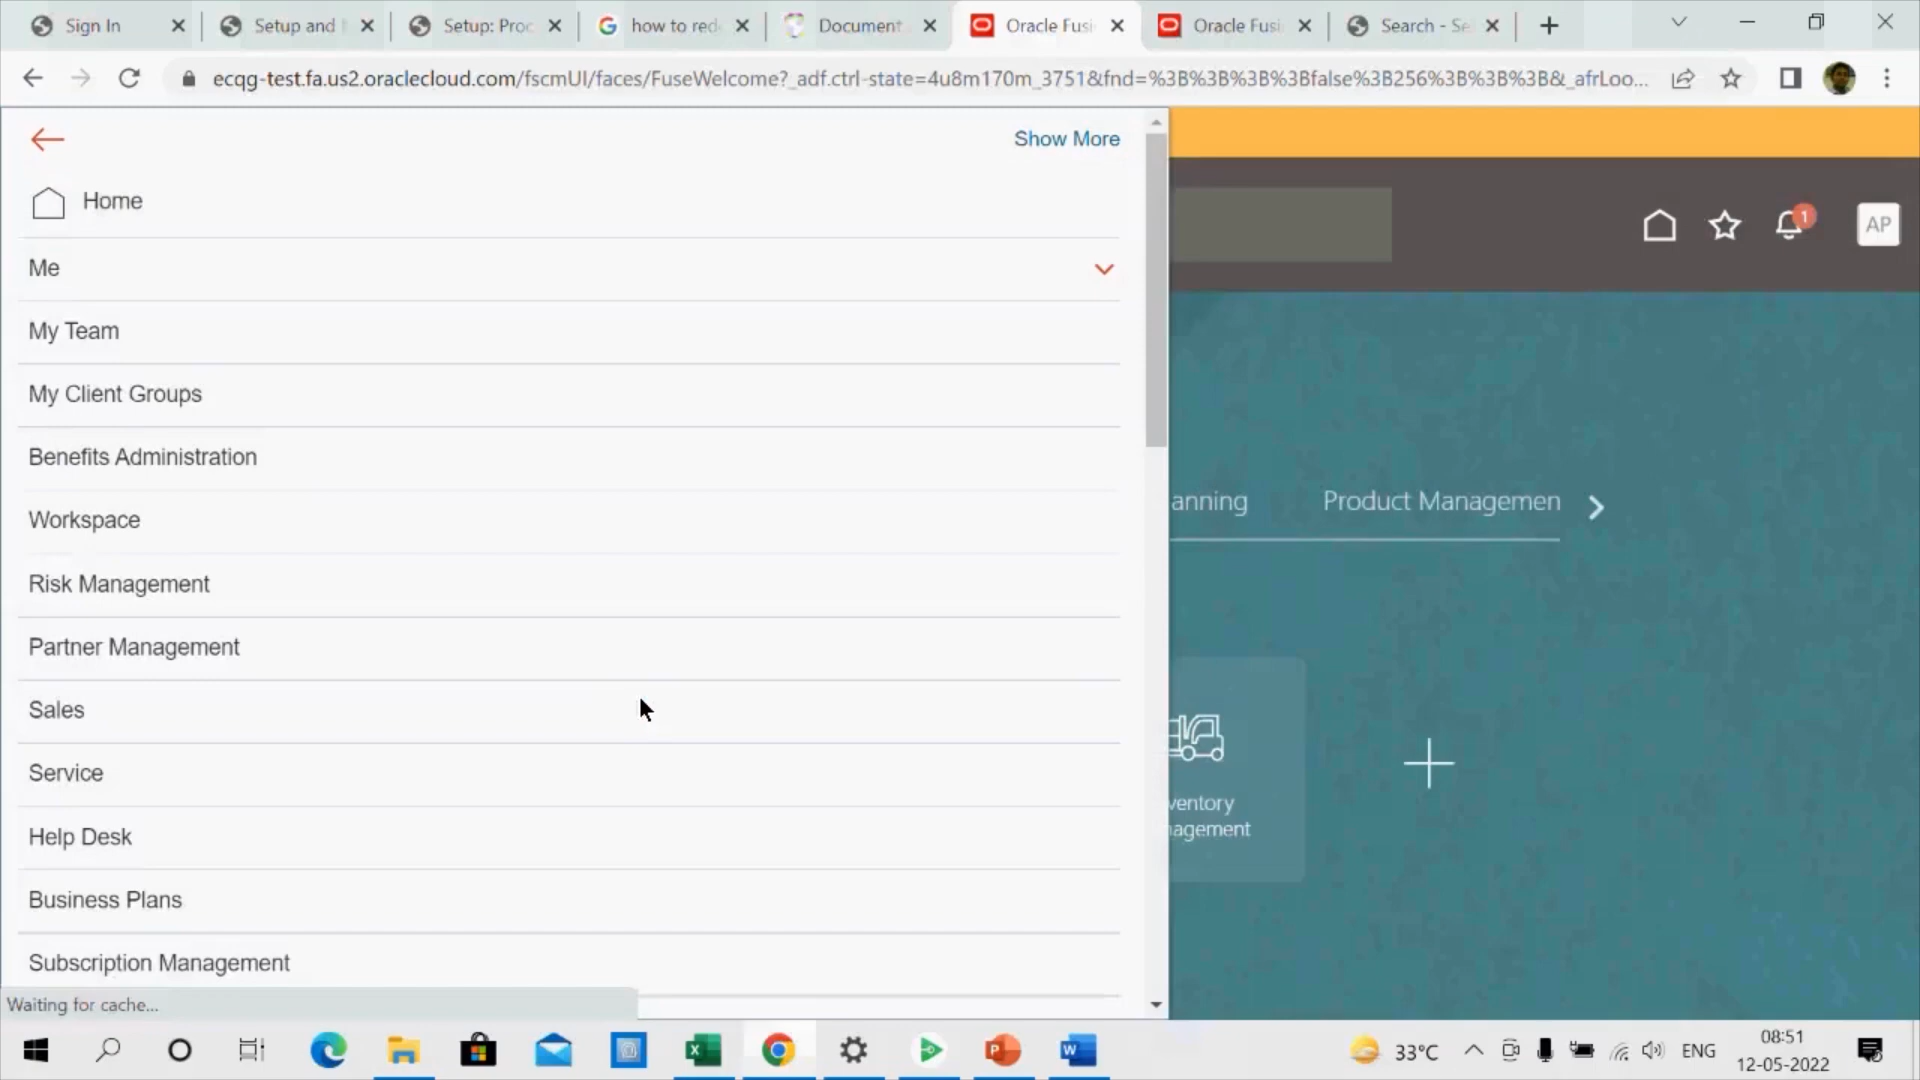 Sign In
Setup and
Setup: Proc
how to red
Document
Oracle Fusi
Oracle Fusi
Search - Se
ecqg-test.fa.us2.oraclecloud.com/fscmUI/faces/FuseWelcome?_adf.ctrl-state=4u8m170m_3751&fnd=%3B%3B%3B%3Bfalse%3B256%3B%3B%3B&_afrLoo...
Show More
Home
Me
My Team
My Client Groups
Benefits Administration
Workspace
Risk Management
Partner Management
Sales
Service
Help Desk
Business Plans
Subscription Management
1
AP
anning
Product Managemen
ventory
agement
Waiting for cache...
33°C
ENG
08:51
12-05-2022